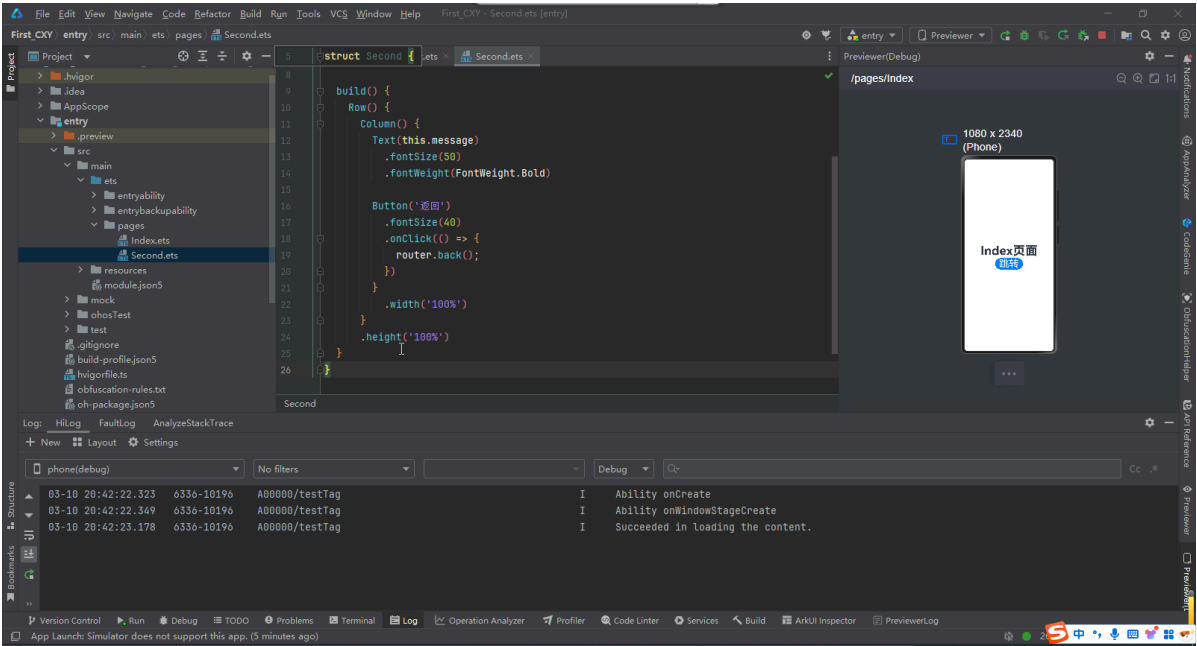 File Edit View Navigate Code Refactor Build Run Tools VCS Window Help First_CXY - Second.ets [entry]
First_CXY entry src main ets pages Second.ets
entry Previewer
Project
Project
.hvigor
.idea
AppScope
entry
.preview
src
main
ets
entryability
entrybackupability
pages
Index.ets
Second.ets
resources
module.json5
mock
ohosTest
test
.gitignore
build-profile.json5
hvigorfile.ts
obfuscation-rules.txt
oh-package.json5
.ets Second.ets
5 struct Second {
8
9 build() {
10 Row() {
11 Column() {
12 Text(this.message)
13 .fontSize(50)
14 .fontWeight(FontWeight.Bold)
15
16 Button('返回')
17 .fontSize(40)
18 .onClick(() => {
19 router.back();
20 })
21 }
22 .width('100%')
23 }
24 .height('100%')
25 }
26 }
Second
Previewer(Debug)
/pages/Index
1:1
1080 x 2340
(Phone)
Index页面
跳转
Notifications
AppAnalyzer
CodeGenie
ObfuscationHelper
API Reference
Previewer
Log: HiLog FaultLog AnalyzeStackTrace
New Layout Settings
phone(debug) No filters Debug Cc .*
03-10 20:42:22.323 6336-10196 A00000/testTag I Ability onCreate
03-10 20:42:22.349 6336-10196 A00000/testTag I Ability onWindowStageCreate
03-10 20:42:23.178 6336-10196 A00000/testTag I Succeeded in loading the content.
Structure
Bookmarks
Version Control Run Debug TODO Problems Terminal Log Operation Analyzer Profiler Code Linter Services Build ArkUI Inspector PreviewerLog
App Launch: Simulator does not support this app. (5 minutes ago)
中